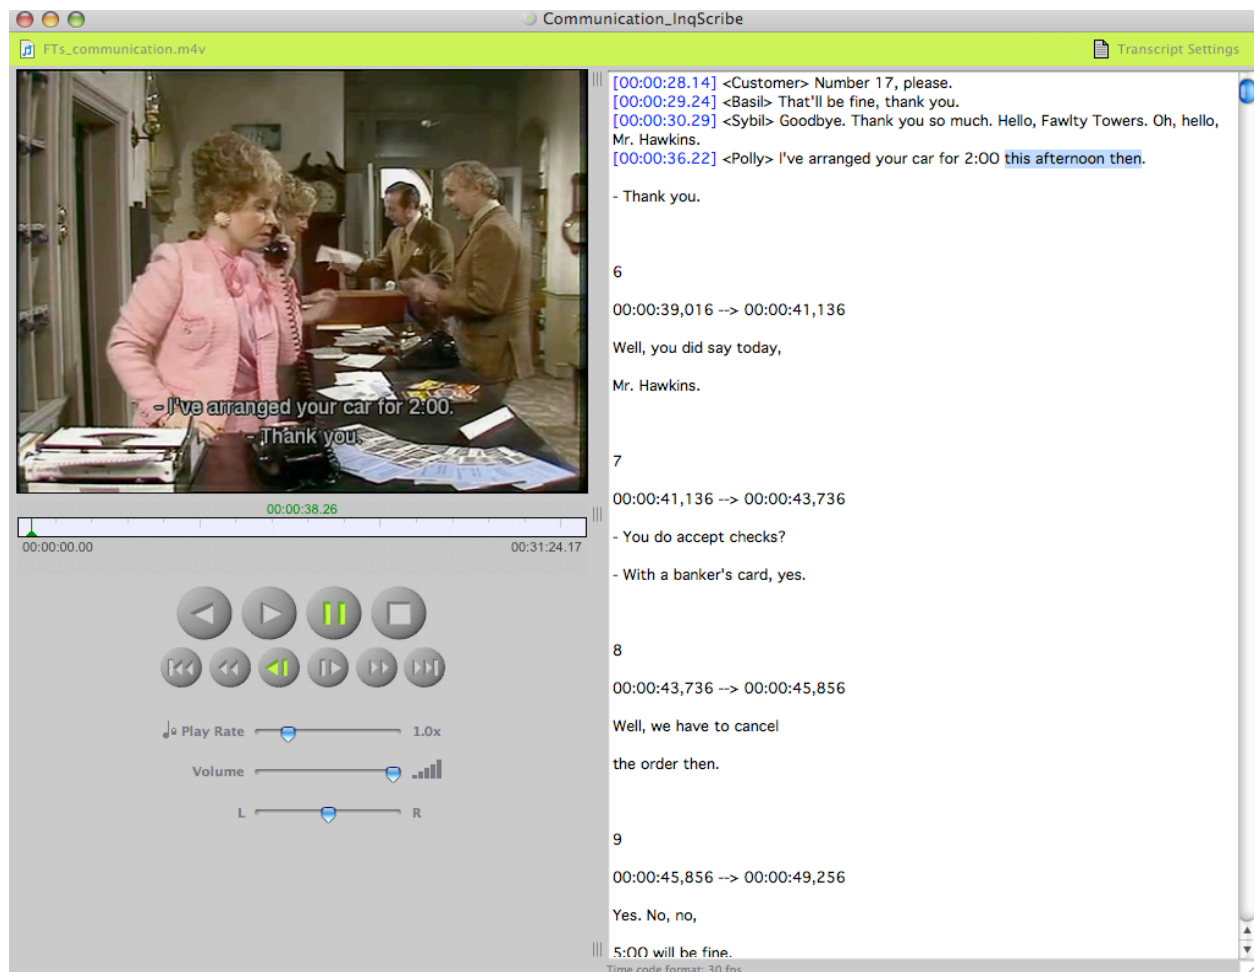 Communication_InqScribe
FTs_communication.m4v
Transcript Settings
- I've arranged your car for 2:00.
- Thank you.
00:00:38.26
00:00:00.00
00:31:24.17
Play Rate
1.0x
Volume
L
R
[00:00:28.14] <Customer> Number 17, please.
[00:00:29.24] <Basil> That'll be fine, thank you.
[00:00:30.29] <Sybil> Goodbye. Thank you so much. Hello, Fawlty Towers. Oh, hello,
Mr. Hawkins.
[00:00:36.22] <Polly> I've arranged your car for 2:OO this afternoon then.
- Thank you.
6
00:00:39,016 --> 00:00:41,136
Well, you did say today,
Mr. Hawkins.
7
00:00:41,136 --> 00:00:43,736
- You do accept checks?
- With a banker's card, yes.
8
00:00:43,736 --> 00:00:45,856
Well, we have to cancel
the order then.
9
00:00:45,856 --> 00:00:49,256
Yes. No, no,
5:OO will be fine.
Time code format: 30 fps